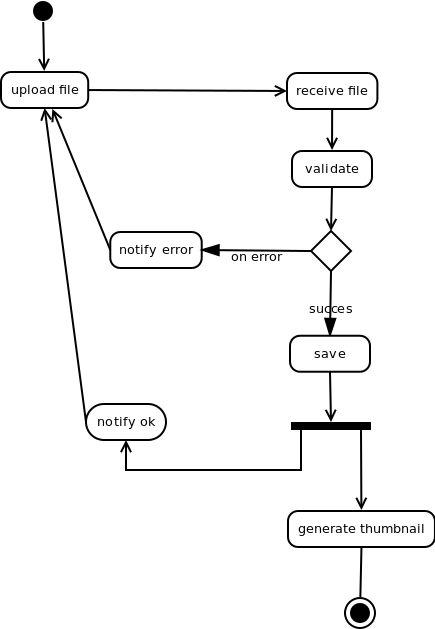 upload file
receive file
validate
notify error
on error
succes
save
notify ok
generate thumbnail